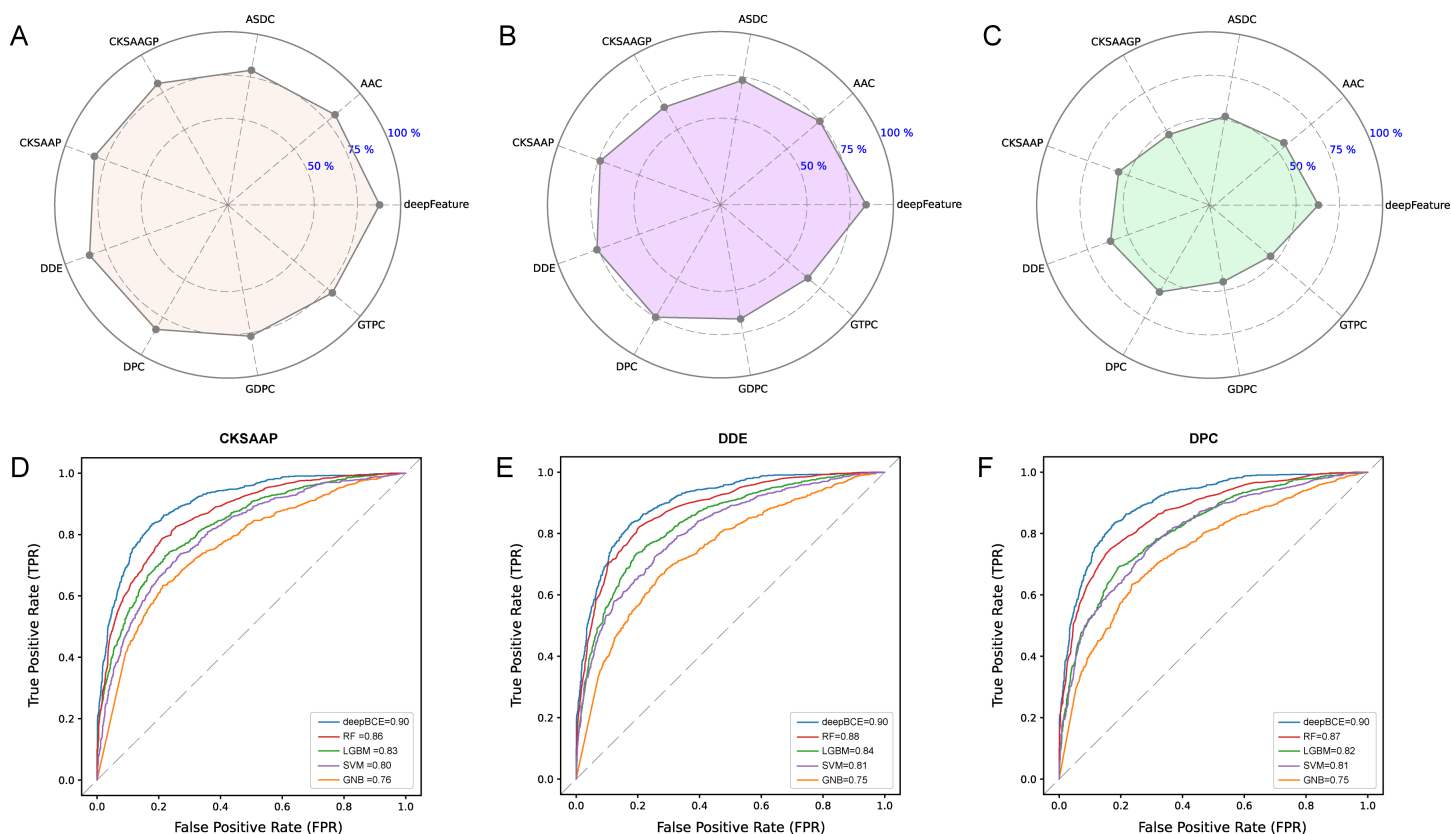 A
ASDC
CKSAAGP
AAC
CKSAAP
100 %
75 %
50 %
deepFeature
DDE
GTPC
DPC
GDPC
B
ASDC
CKSAAGP
AAC
CKSAAP
100 %
75 %
50 %
deepFeature
DDE
GTPC
DPC
GDPC
C
ASDC
CKSAAGP
AAC
CKSAAP
100 %
75 %
50 %
deepFeature
DDE
GTPC
DPC
GDPC
D
CKSAAP
True Positive Rate (TPR)
1.0
0.8
0.6
0.4
0.2
0.0
deepBCE=0.90
RF =0.86
LGBM =0.83
SVM =0.80
GNB =0.76
0.0 0.2 0.4 0.6 0.8 1.0
False Positive Rate (FPR)
E
DDE
True Positive Rate (TPR)
1.0
0.8
0.6
0.4
0.2
0.0
deepBCE=0.90
RF=0.88
LGBM=0.84
SVM=0.81
GNB=0.75
0.0 0.2 0.4 0.6 0.8 1.0
False Positive Rate (FPR)
F
DPC
True Positive Rate (TPR)
1.0
0.8
0.6
0.4
0.2
0.0
deepBCE=0.90
RF=0.87
LGBM=0.82
SVM=0.81
GNB=0.75
0.0 0.2 0.4 0.6 0.8 1.0
False Positive Rate (FPR)